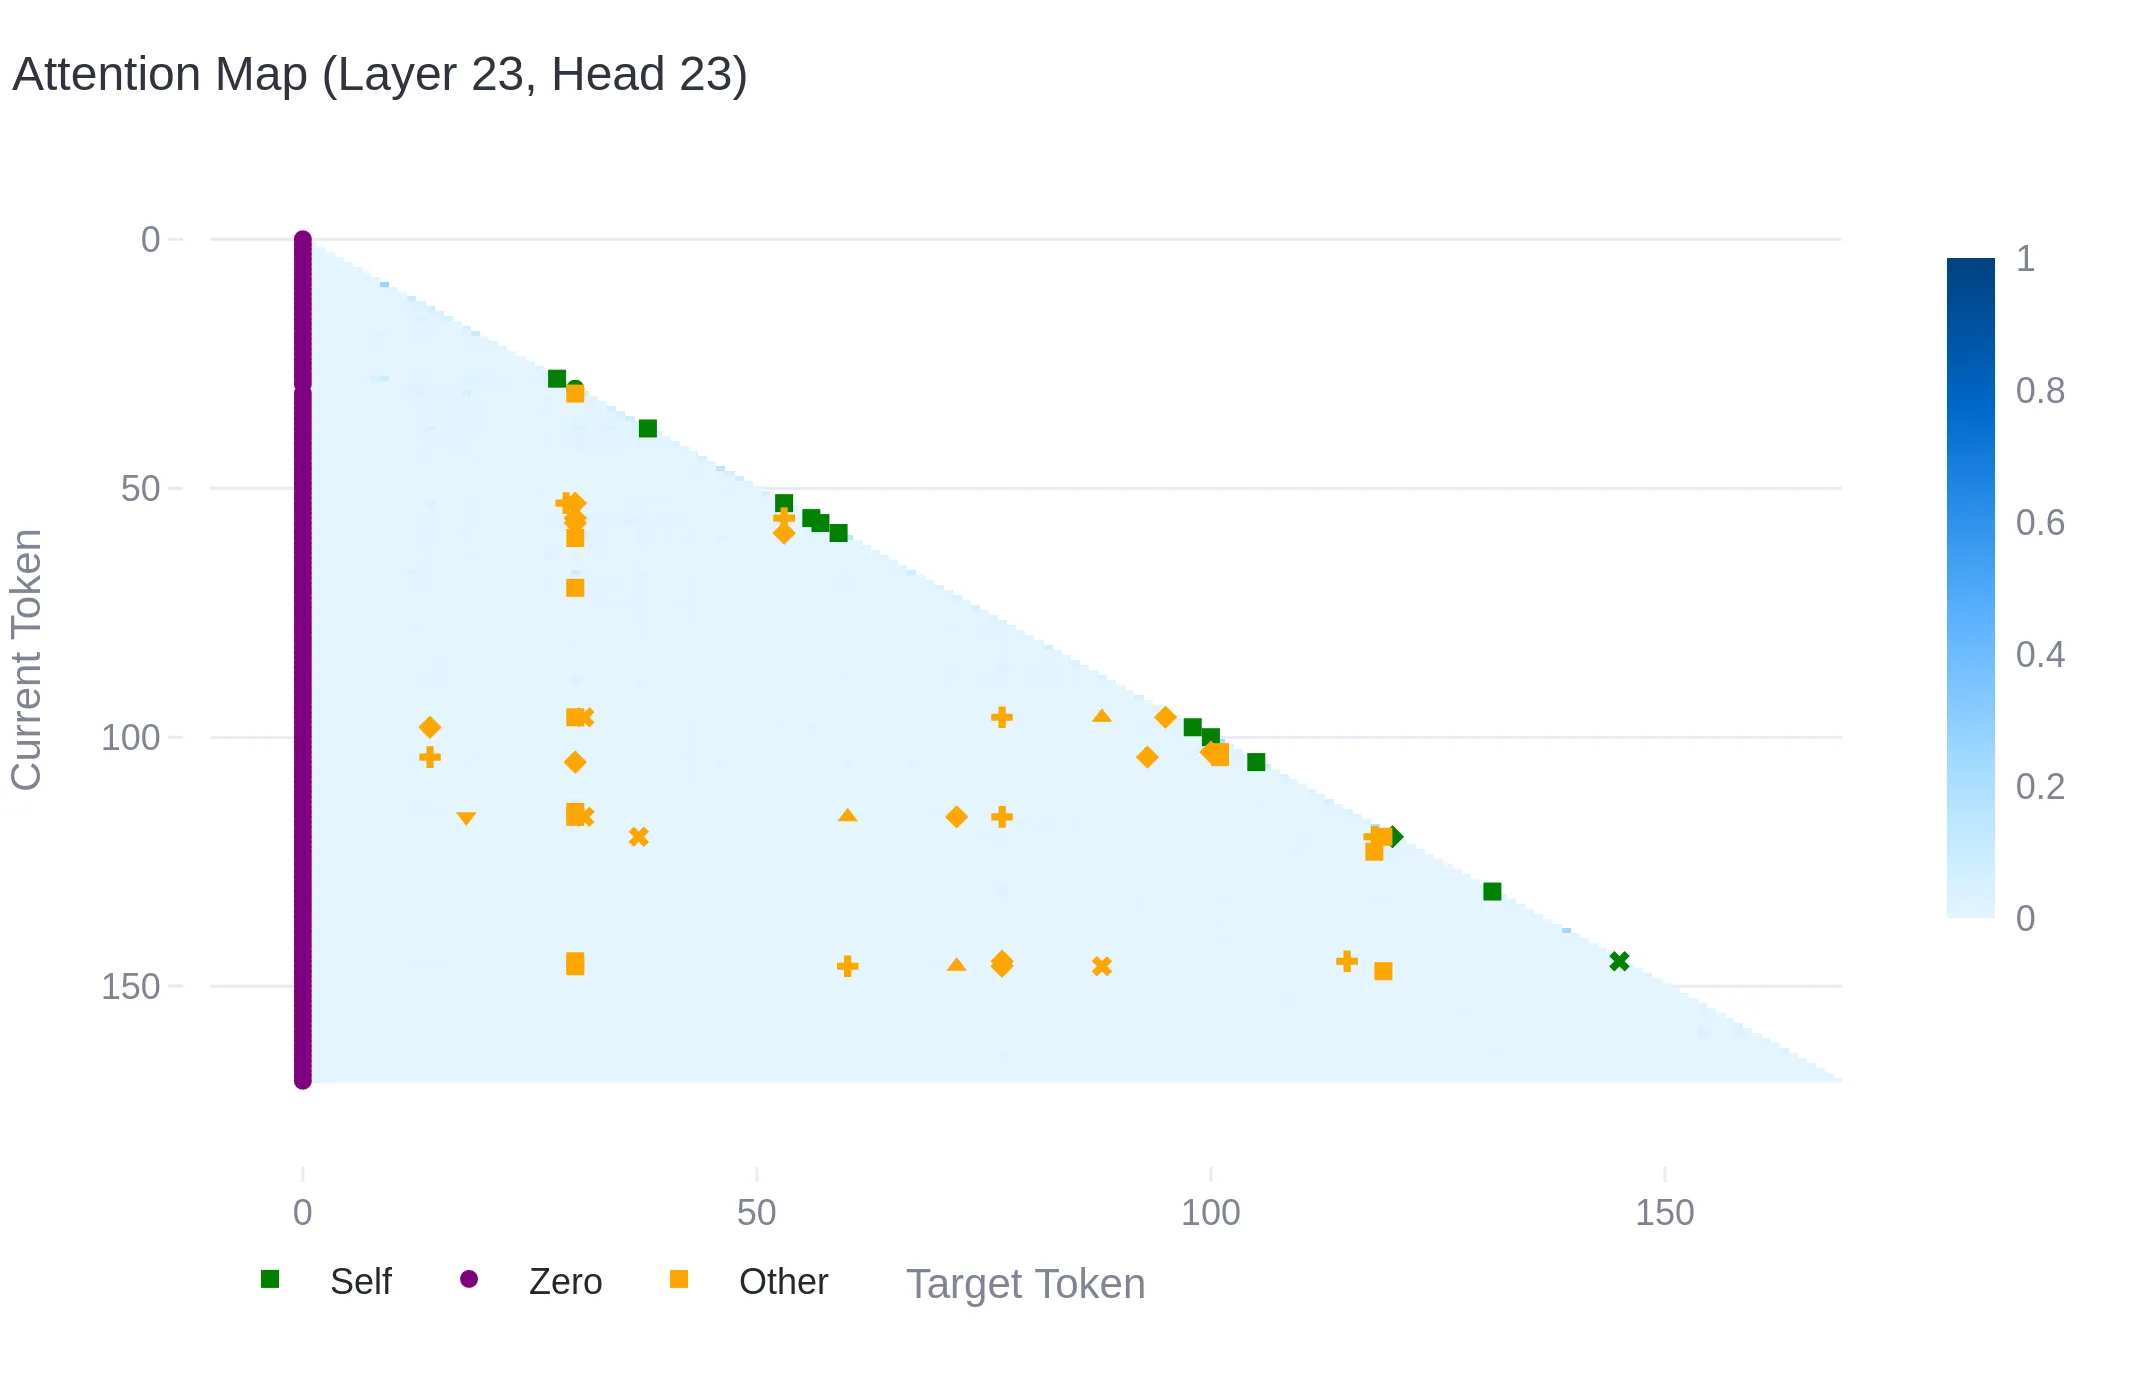 Attention Map (Layer 23, Head 23)
0
50
100
150
Current Token
1
0.8
0.6
0.4
0.2
0
0
50
100
150
Self
Zero
Other
Target Token